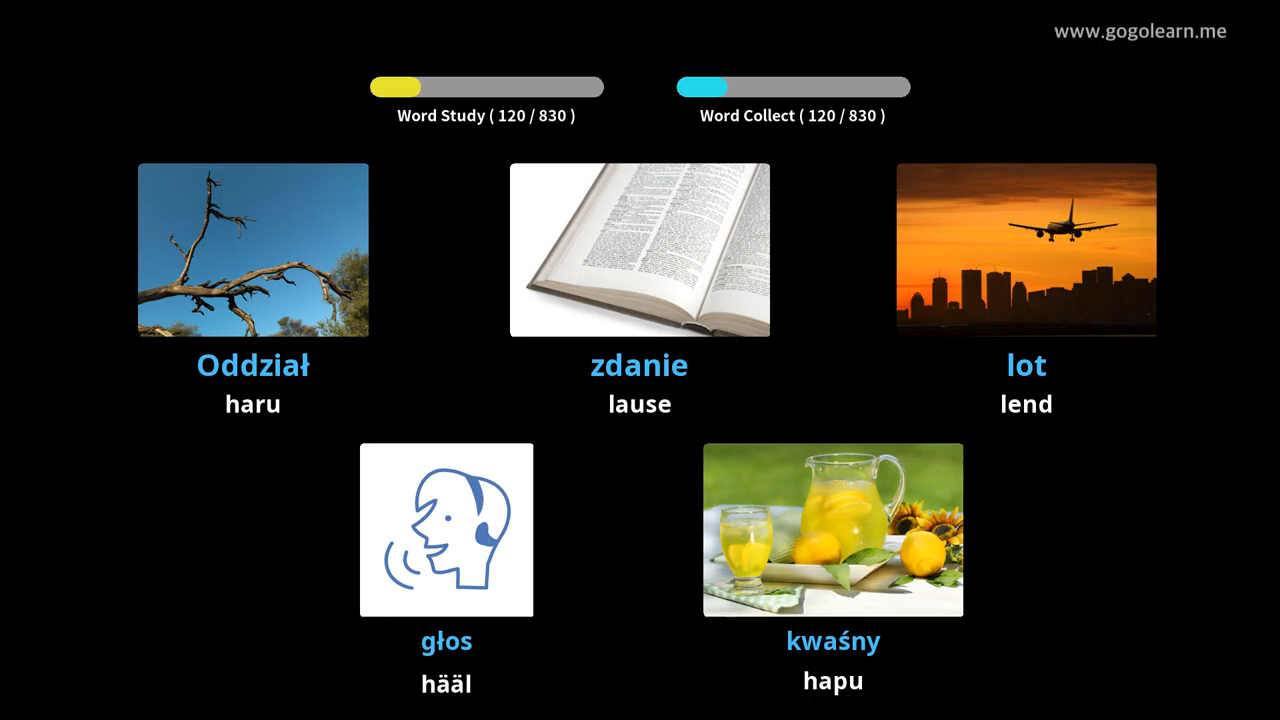 www.gogolearn.me
Word Study ( 120 / 830 )
Word Collect ( 120 / 830 )
Oddział
zdanie
lot
haru
lause
lend
głos
kwaśny
hääl
hapu